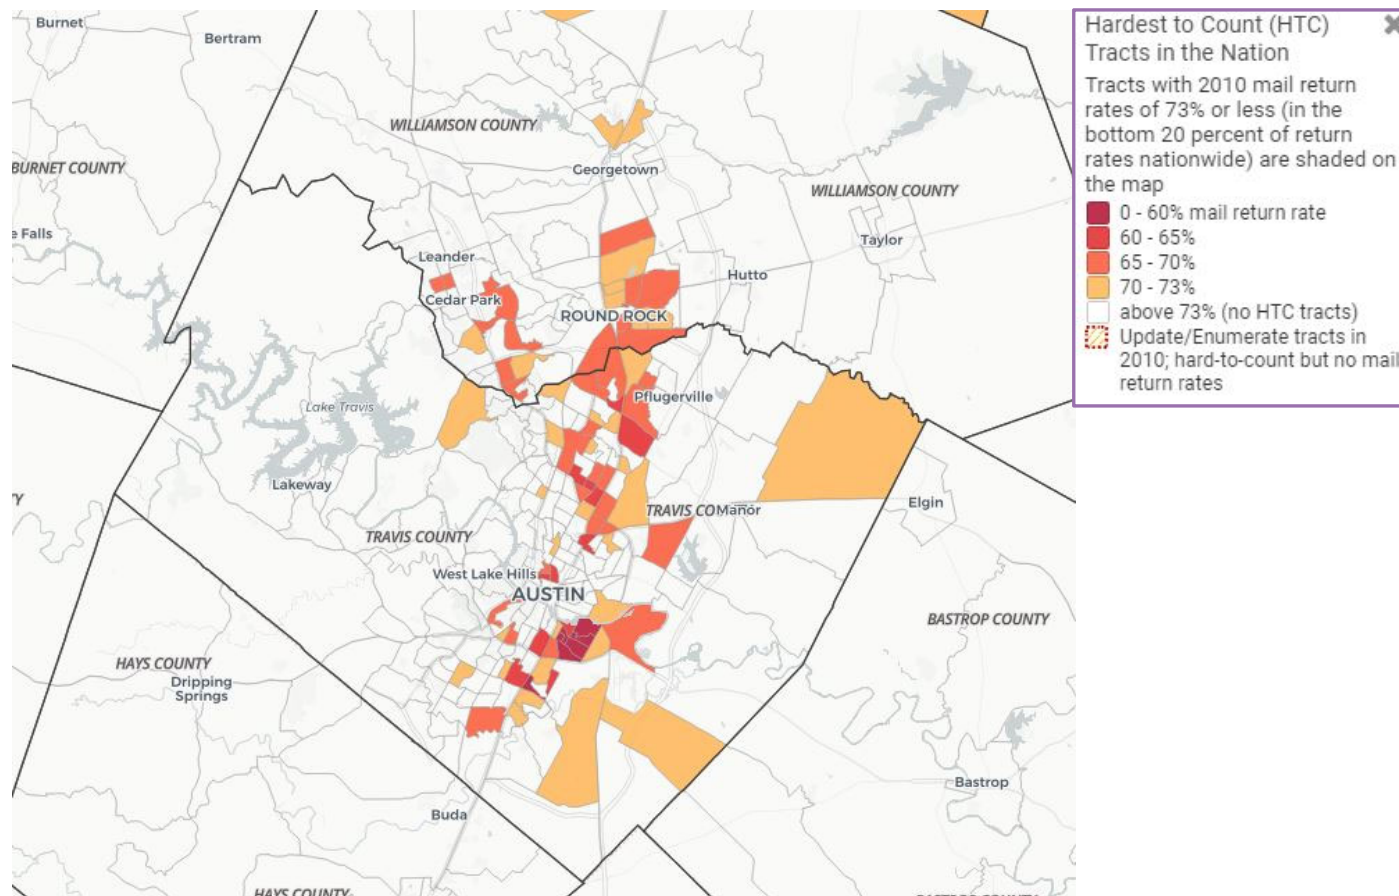 Burnet
Bertram
WILLIAMSON COUNTY
BURNET COUNTY
Georgetown
WILLIAMSON COUNTY
e Falls
Taylor
Leander
Hutto
Cedar Park
ROUND ROCK
Lake Travis
Pflugerville
Lakeway
Y
Elgin
TRAVIS CO
Manor
TRAVIS COUNTY
West Lake Hills
AUSTIN
BASTROP COUNTY
HAYS COUNTY
Dripping
Springs
Bastrop
Buda
HAYS COUNTY
Hardest to Count (HTC)
Tracts in the Nation
Tracts with 2010 mail return
rates of 73% or less (in the
bottom 20 percent of return
rates nationwide) are shaded on
the map
0 - 60% mail return rate
60 - 65%
65 - 70%
70 - 73%
above 73% (no HTC tracts)
Update/Enumerate tracts in
2010; hard-to-count but no mail
return rates